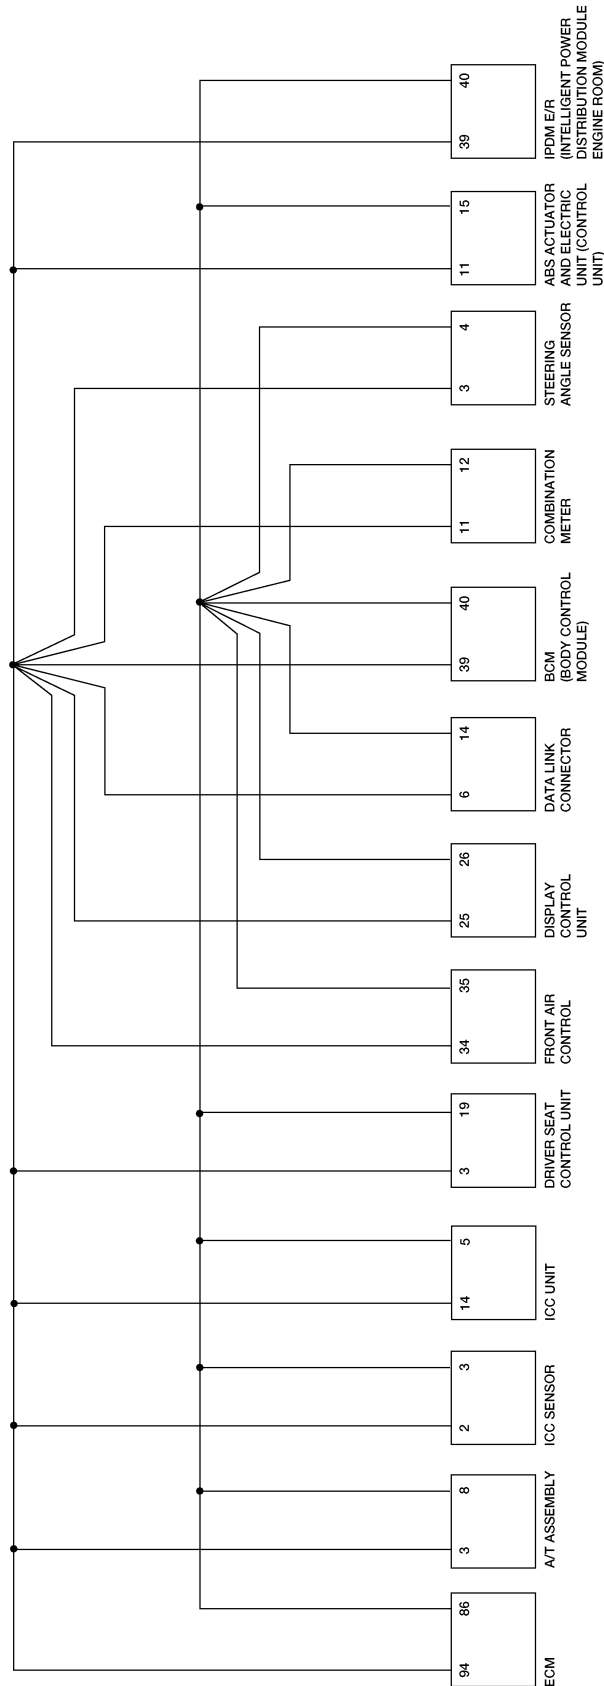 40
39
IPDM E/R
(INTELLIGENT POWER
DISTRIBUTION MODULE
ENGINE ROOM)
15
11
ABS ACTUATOR
AND ELECTRIC
UNIT (CONTROL
UNIT)
4
3
STEERING
ANGLE SENSOR
12
11
COMBINATION
METER
40
39
BCM
(BODY CONTROL
MODULE)
14
6
DATA LINK
CONNECTOR
26
25
DISPLAY
CONTROL
UNIT
35
34
FRONT AIR
CONTROL
19
3
DRIVER SEAT
CONTROL UNIT
5
14
ICC UNIT
3
2
ICC SENSOR
8
3
A/T ASSEMBLY
86
94
ECM